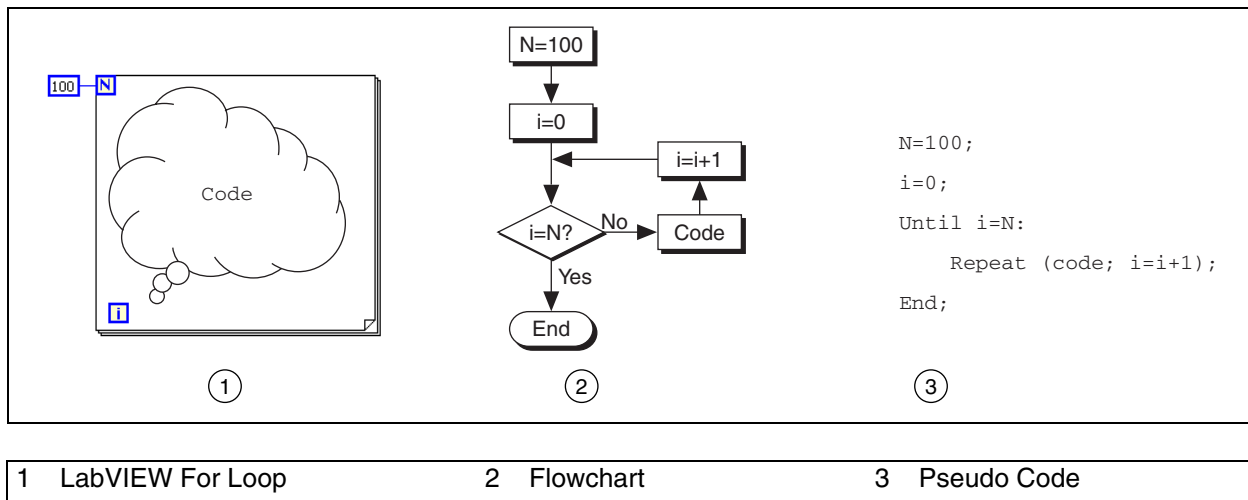 100 N
Code
i
1
N=100
i=0
i=i+1
i=N?
No
Code
Yes
End
2
N=100;
i=0;
Until i=N:
Repeat (code; i=i+1);
End;
3
1 LabVIEW For Loop 2 Flowchart 3 Pseudo Code